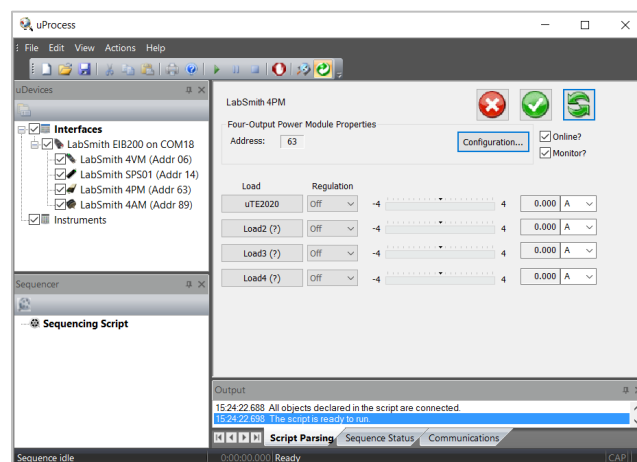 uProcess
File Edit View Actions Help
uDevices
Interfaces
LabSmith EIB200 on COM18
LabSmith 4VM (Addr 06)
LabSmith SPS01 (Addr 14)
LabSmith 4PM (Addr 63)
LabSmith 4AM (Addr 89)
Instruments
Sequencer
Sequencing Script
LabSmith 4PM
Four-Output Power Module Properties
Address: 63
Configuration...
Online?
Monitor?
Load Regulation
uTE2020 Off -4 4 0.000 A
Load2 (?) Off -4 4 0.000 A
Load3 (?) Off -4 4 0.000 A
Load4 (?) Off -4 4 0.000 A
Output
15:24:22.688 All objects declared in the script are connected.
15:24:22.698 The script is ready to run.
Script Parsing Sequence Status Communications
Sequence idle 0:00:00.000 Ready CAP